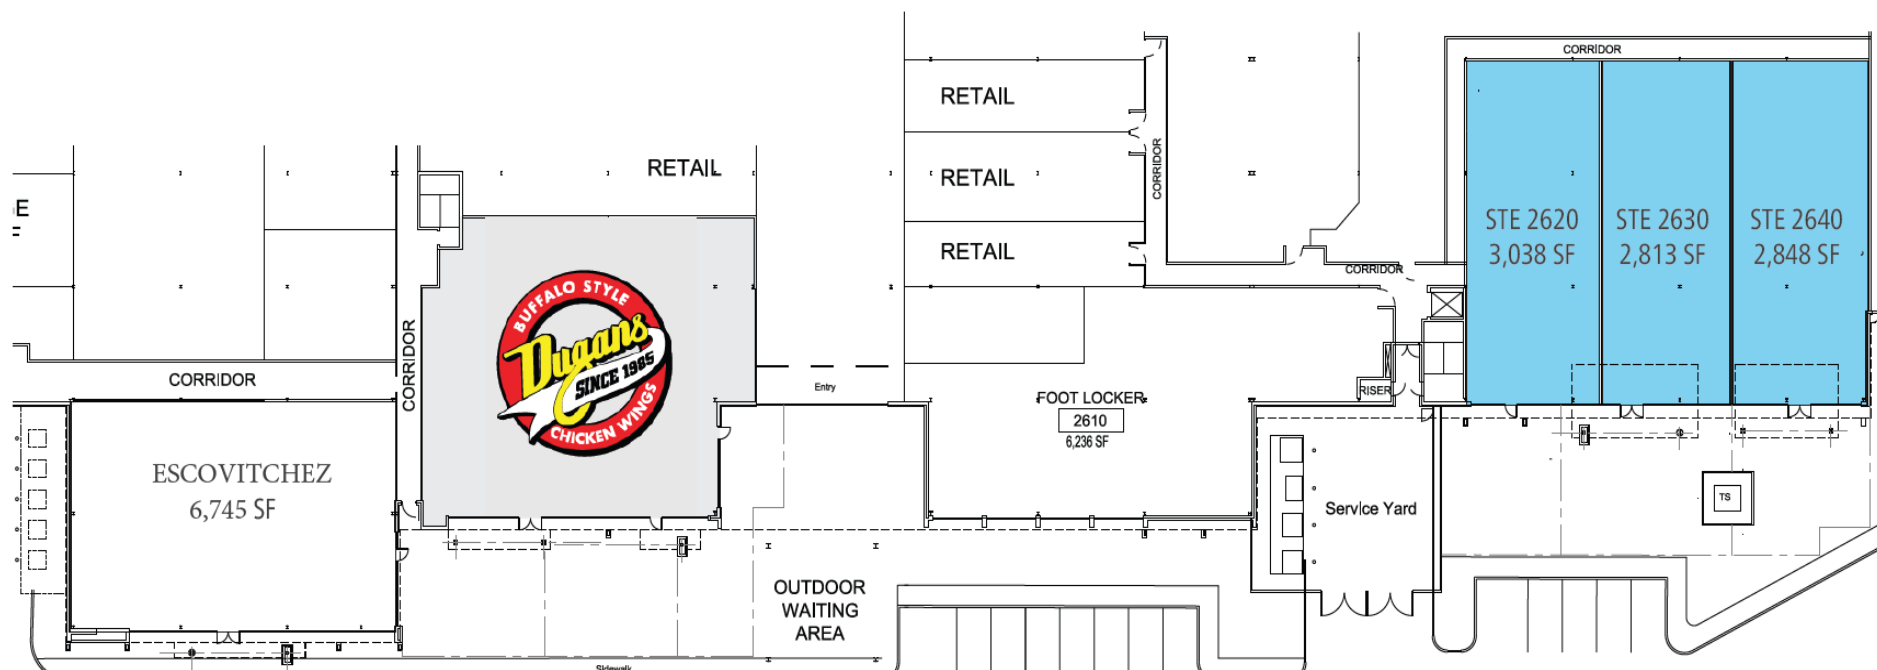 CORRIDOR
RETAIL
CORRIDOR
RETAIL
RETAIL
E
F
STE 2620
3,038 SF
STE 2630
2,813 SF
STE 2640
2,848 SF
RETAIL
CORRIDOR
BUFFALO STYLE
Dugans
SINCE 1985
CHICKEN WINGS
CORRIDOR
CORRIDOR
Entry
RISER
FOOT LOCKER
2610
6,236 SF
ESCOVITCHEZ
6,745 SF
TS
Service Yard
OUTDOOR
WAITING
AREA
Sidewalk